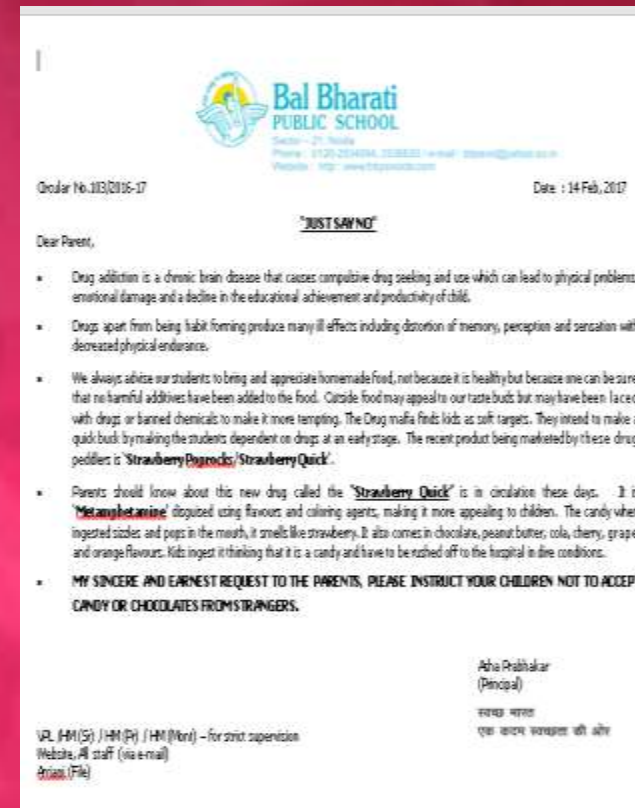 Bal Bharati
PUBLIC SCHOOL
Sector - 21, Noida
Circular No.103/2016-17
Date : 14 Feb, 2017
"JUST SAY NO"
Dear Parent,
▪ Drug addiction is a chronic brain disease that causes compulsive drug seeking and use which can lead to physical problems
emotional damage and a decline in the educational achievement and productivity of child.
▪ Drugs apart from being habit forming produce many ill effects including distortion of memory, perception and sensation with
decreased physical endurance.
▪ We always advise our students to bring and appreciate homemade food, not because it is healthy but because one can be sure
that no harmful additives have been added to the food. Outside food may appeal to our taste buds but may have been laced
with drugs or banned chemicals to make it more tempting. The Drug mafia finds kids as soft targets. They intend to make a
quick buck by making the students dependent on drugs at an early stage. The recent product being marketed by these drug
peddlers is 'Strawberry Poprocks/Strawberry Quick'.
▪ Parents should know about this new drug called the "Strawberry Quick" is in circulation these days. It is
'Metamphetamine' disguised using flavours and coloring agents, making it more appealing to children. The candy when
ingested sizzles and pops in the mouth, it smells like strawberry. It also comes in chocolate, peanut butter, cola, cherry, grape
and orange flavours. Kids ingest it thinking that it is a candy and have to be rushed off to the hospital in dire conditions.
▪ MY SINCERE AND EARNEST REQUEST TO THE PARENTS, PLEASE INSTRUCT YOUR CHILDREN NOT TO ACCEPT
CANDY OR CHOCOLATES FROM STRANGERS.
Asha Prabhakar
(Principal)
स्वच्छ भारत
एक कदम स्वच्छता की ओर
/HM(Sr) / HM (Pr) / HM (Mont) – for strict supervision
Website, All staff (via e-mail)
(File)